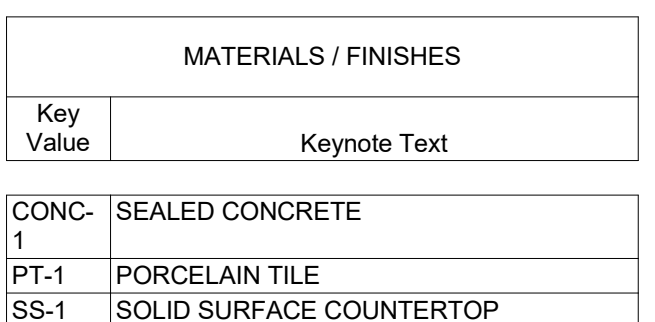 MATERIALS / FINISHES
Key
Value
Keynote Text
CONC-
1
SEALED CONCRETE
PT-1 PORCELAIN TILE
SS-1 SOLID SURFACE COUNTERTOP